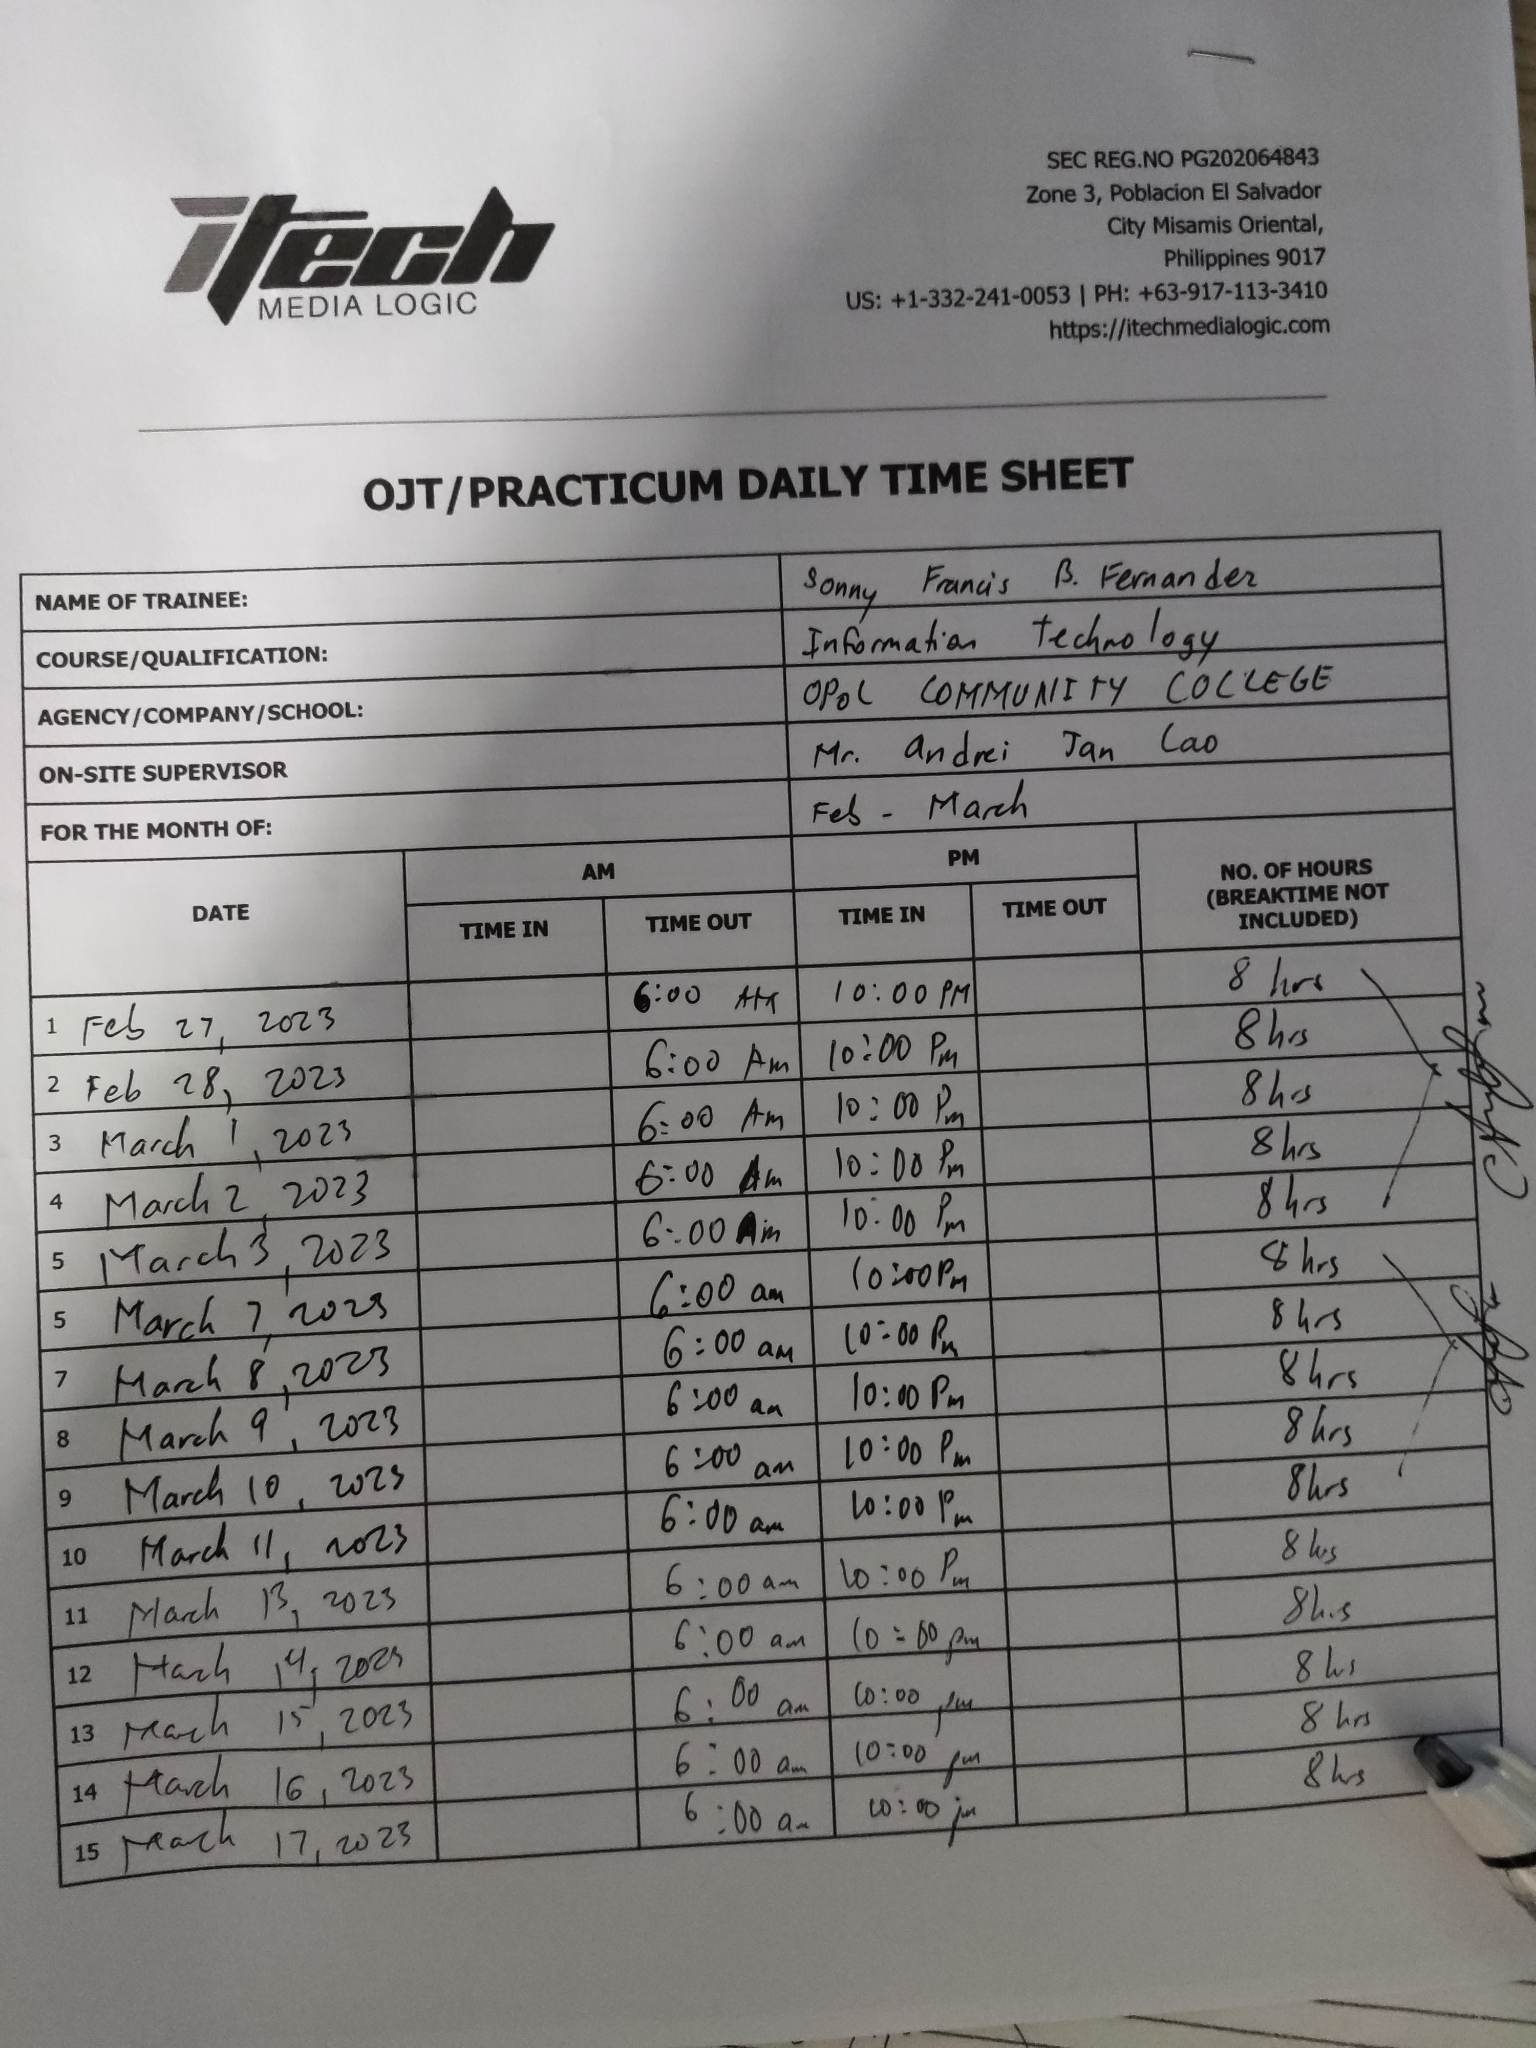 iTech
MEDIA LOGIC
SEC REG.NO PG202064843
Zone 3, Poblacion El Salvador
City Misamis Oriental,
Philippines 9017
US: +1-332-241-0053 | PH: +63-917-113-3410
https://itechmedialogic.com
OJT/PRACTICUM DAILY TIME SHEET
NAME OF TRAINEE: Sonny Francis B. Fernandez
COURSE/QUALIFICATION: Information Technology
AGENCY/COMPANY/SCHOOL: OPOL COMMUNITY COLLEGE
ON-SITE SUPERVISOR Mr. Andrei Jan Cao
FOR THE MONTH OF: Feb - March
DATE AM PM NO. OF HOURS (BREAKTIME NOT INCLUDED)
TIME IN TIME OUT TIME IN TIME OUT
1 Feb 27, 2023 6:00 AM 10:00 PM 8 hrs
2 Feb 28, 2023 6:00 Am 10:00 Pm 8 hrs
3 March 1, 2023 6:00 Am 10:00 Pm 8 hrs
4 March 2, 2023 6:00 Am 10:00 Pm 8 hrs
5 March 3, 2023 6:00 Am 10:00 Pm 8 hrs
5 March 7, 2023 6:00 am 10:00 Pm 8 hrs
7 March 8, 2023 6:00 am 10:00 Pm 8 hrs
8 March 9, 2023 6:00 am 10:00 Pm 8 hrs
9 March 10, 2023 6:00 am 10:00 Pm 8 hrs
10 March 11, 2023 6:00 am 10:00 Pm 8 hrs
11 March 13, 2023 6:00 am 10:00 Pm 8 hrs
12 March 14, 2023 6:00 am 10:00 pm 8 hrs
13 March 15, 2023 6:00 am 10:00 pm 8 hrs
14 March 16, 2023 6:00 am 10:00 pm 8 hrs
15 March 17, 2023 6:00 am 10:00 pm 8 hrs